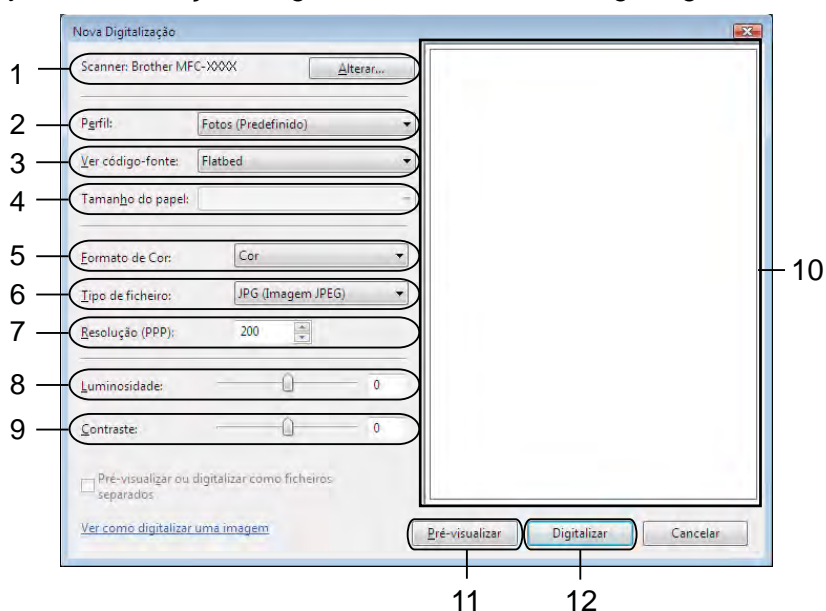 Nova Digitalização
1 Scanner: Brother MFC-XXXX Alterar...
2 Perfil: Fotos (Predefinido)
3 Ver código-fonte: Flatbed
4 Tamanho do papel:
5 Formato de Cor: Cor
6 Tipo de ficheiro: JPG (Imagem JPEG)
7 Resolução (PPP): 200
8 Luminosidade: 0
9 Contraste: 0
10
Pré-visualizar ou digitalizar como ficheiros
separados
Ver como digitalizar uma imagem
Pré-visualizar Digitalizar Cancelar
11 12